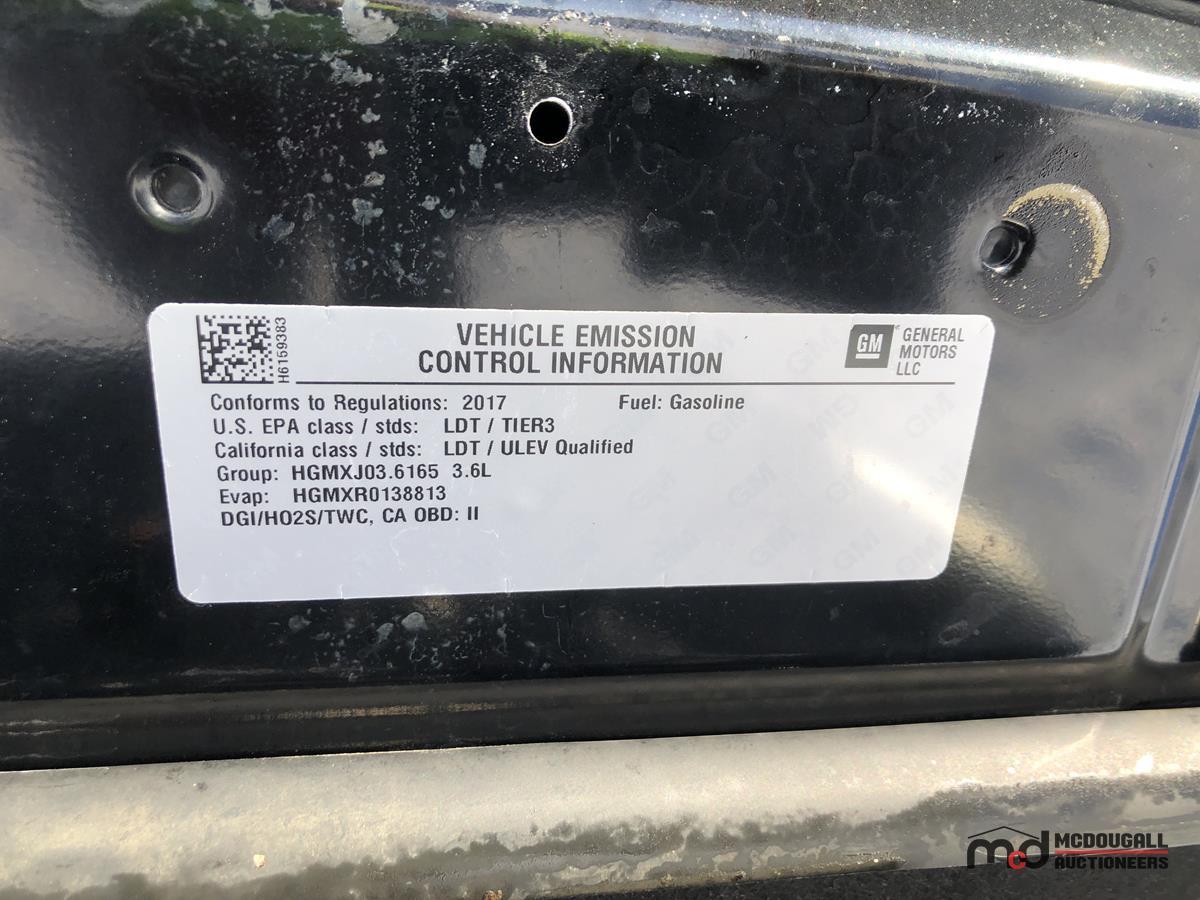 H6159383
VEHICLE EMISSION
CONTROL INFORMATION
GM
GENERAL
MOTORS
LLC
Conforms to Regulations: 2017 Fuel: Gasoline
U.S. EPA class / stds: LDT / TIER3
California class / stds: LDT / ULEV Qualified
Group: HGMXJ03.6165 3.6L
Evap: HGMXR0138813
DGI/HO2S/TWC, CA OBD: II
mcd MCDOUGALL
AUCTIONEERS